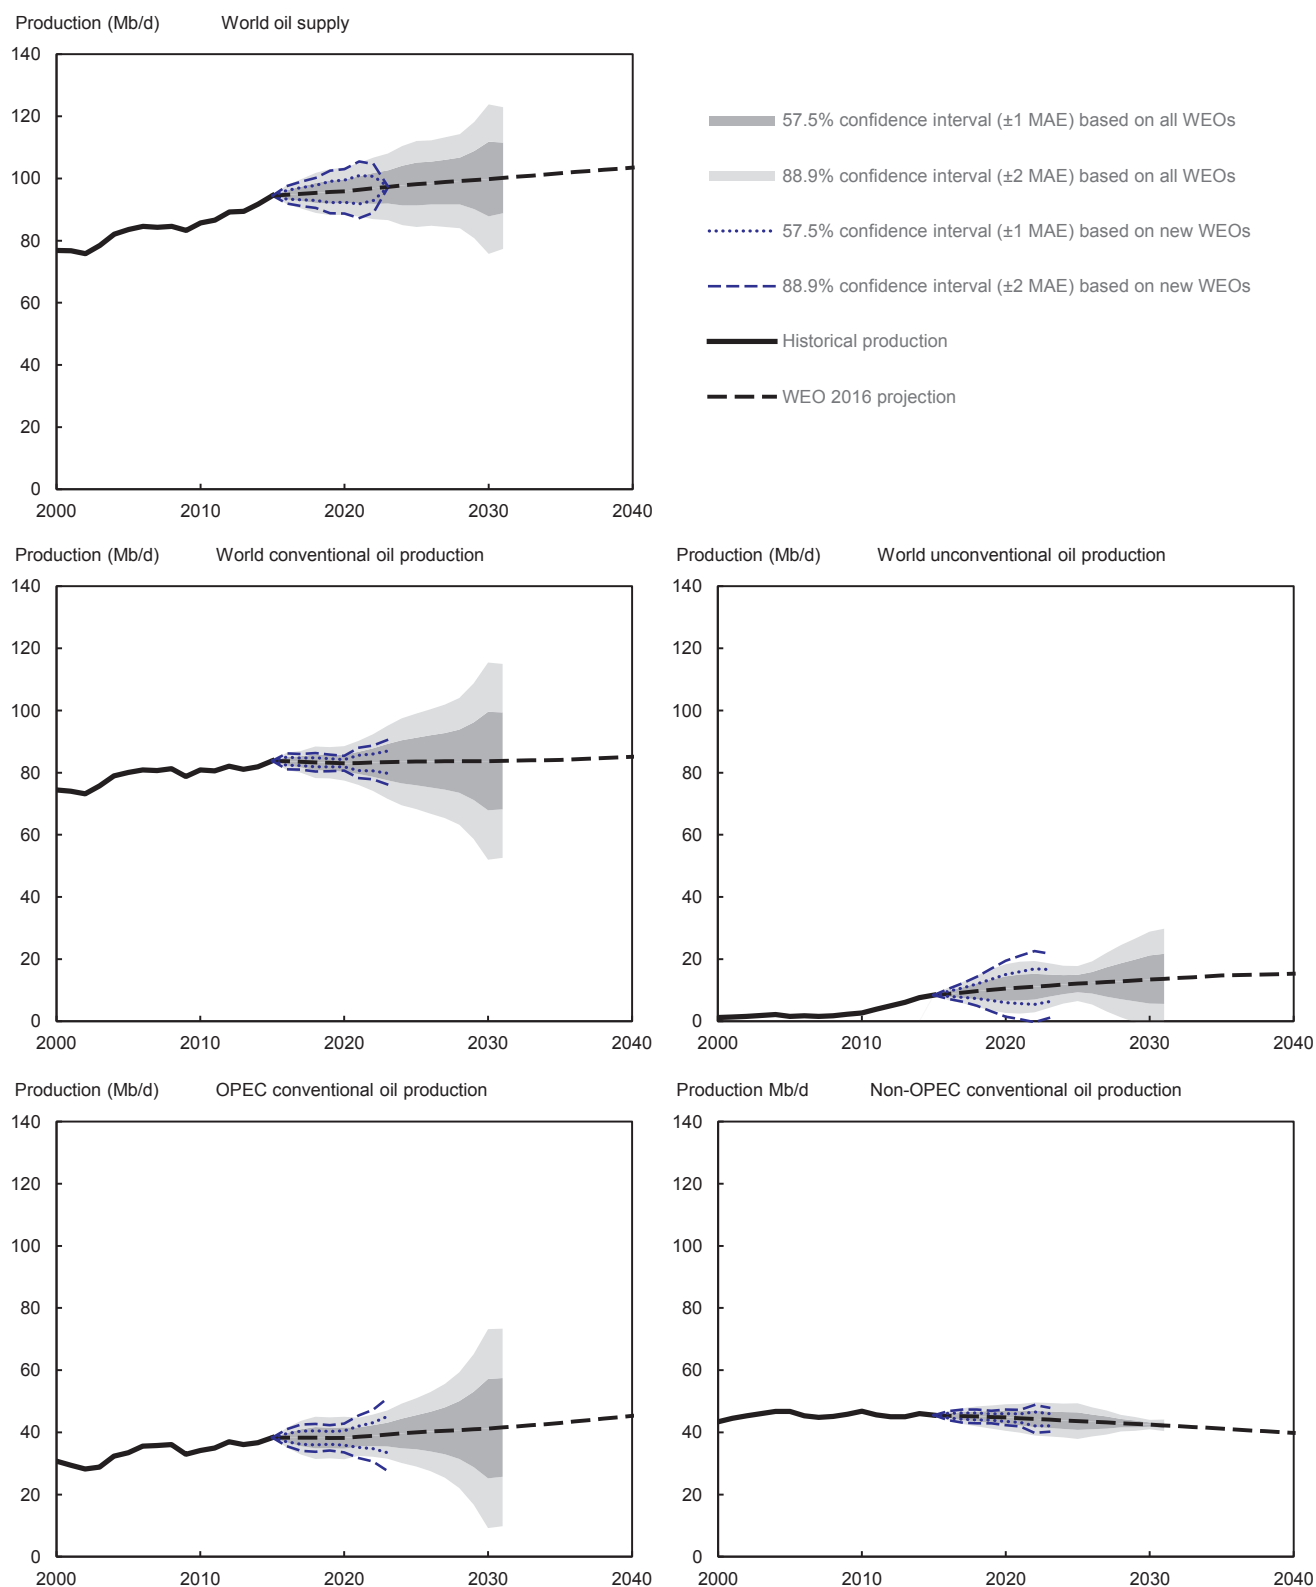 Production (Mb/d) World oil supply
140
120
100
80
60
40
20
0
2000 2010 2020 2030 2040
57.5% confidence interval (±1 MAE) based on all WEOs
88.9% confidence interval (±2 MAE) based on all WEOs
57.5% confidence interval (±1 MAE) based on new WEOs
88.9% confidence interval (±2 MAE) based on new WEOs
Historical production
WEO 2016 projection
Production (Mb/d) World conventional oil production
140
120
100
80
60
40
20
0
2000 2010 2020 2030 2040
Production (Mb/d) World unconventional oil production
140
120
100
80
60
40
20
0
2000 2010 2020 2030 2040
Production (Mb/d) OPEC conventional oil production
140
120
100
80
60
40
20
0
2000 2010 2020 2030 2040
Production Mb/d Non-OPEC conventional oil production
140
120
100
80
60
40
20
0
2000 2010 2020 2030 2040